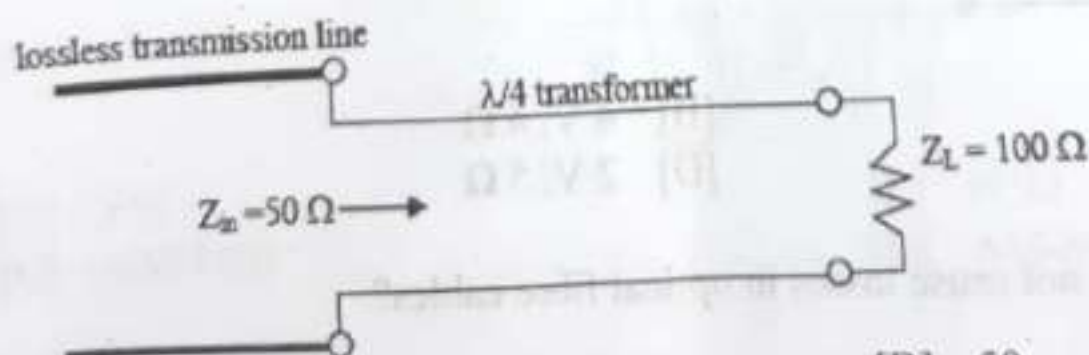 lossless transmission line
λ/4 transformer
Z_L = 100 Ω
Z_in = 50 Ω